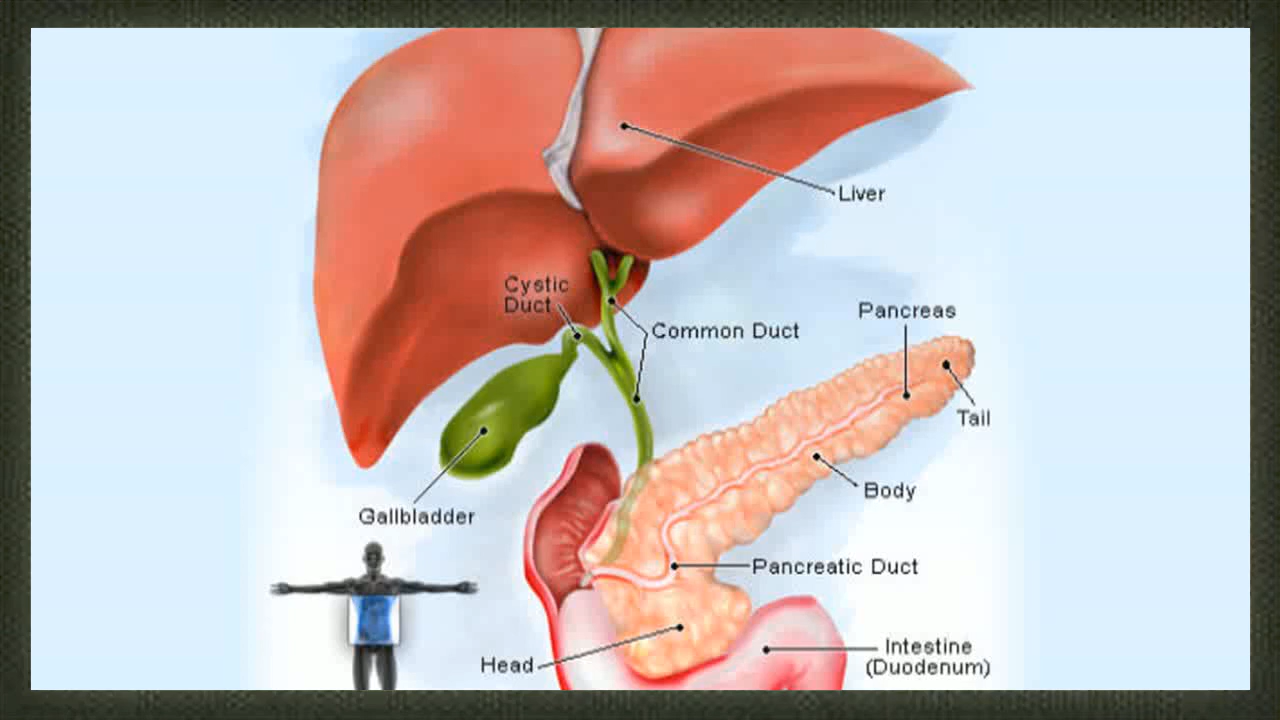 Liver
Cystic
Duct
Common Duct
Pancreas
Tail
Body
Gallbladder
Pancreatic Duct
Head
Intestine
(Duodenum)